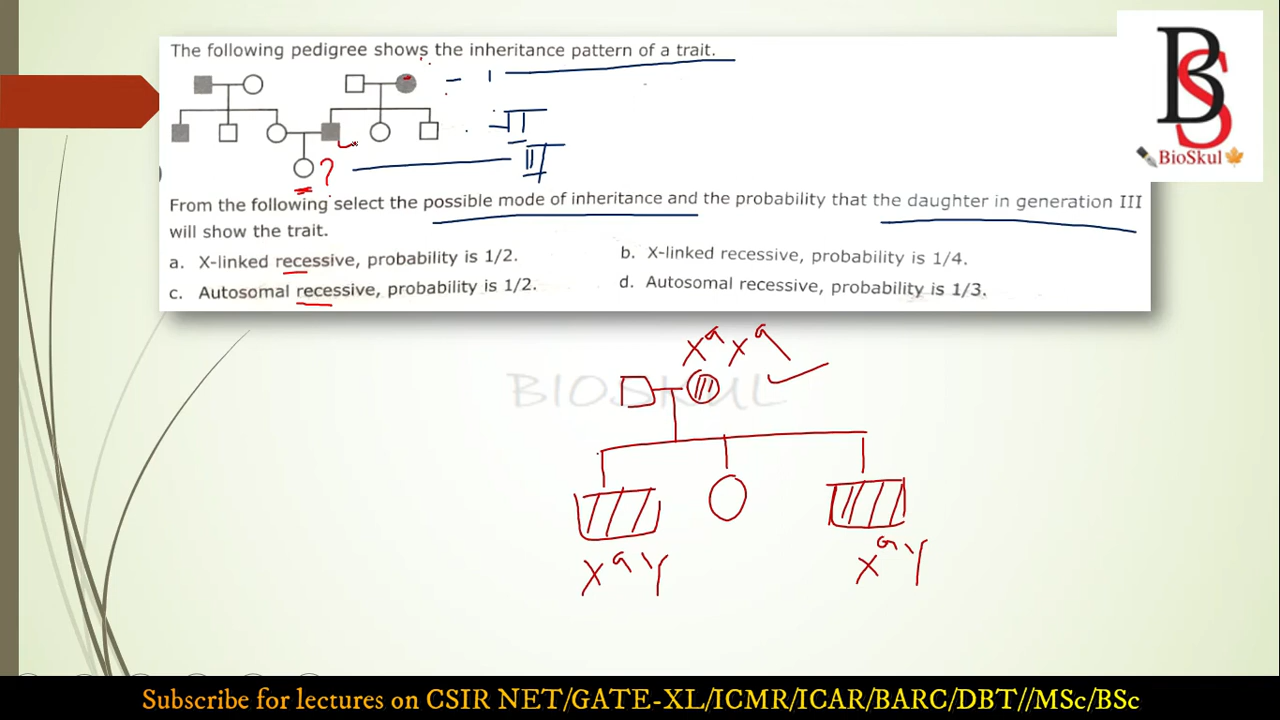 The following pedigree shows the inheritance pattern of a trait.
I
II
III
?
From the following select the possible mode of inheritance and the probability that the daughter in generation III
will show the trait.
a. X-linked recessive, probability is 1/2.
b. X-linked recessive, probability is 1/4.
c. Autosomal recessive, probability is 1/2.
d. Autosomal recessive, probability is 1/3.
BS
BioSkul
X^a X^a
BIOSKUL
X^a Y
X^a Y
Subscribe for lectures on CSIR NET/GATE-XL/ICMR/ICAR/BARC/DBT//MSc/BSc